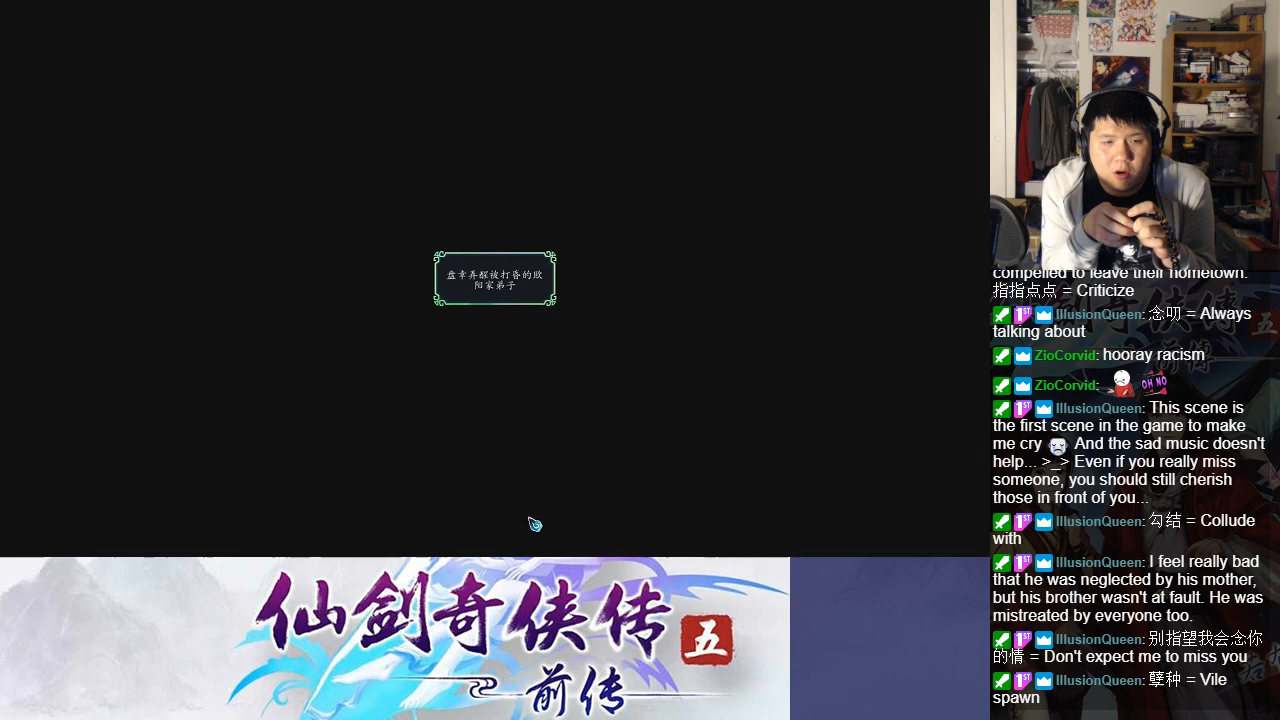 盘幸弄醒被打昏的欧
阳家弟子
仙剑奇侠传
五
前传
compelled to leave their hometown.
指指点点 = Criticize
1ST IllusionQueen: 念叨 = Always
talking about
ZioCorvid: hooray racism
ZioCorvid: OH NO
1ST IllusionQueen: This scene is
the first scene in the game to make
me cry And the sad music doesn't
help... >_> Even if you really miss
someone, you should still cherish
those in front of you...
1ST IllusionQueen: 勾结 = Collude
with
1ST IllusionQueen: I feel really bad
that he was neglected by his mother,
but his brother wasn't at fault. He was
mistreated by everyone too.
1ST IllusionQueen: 别指望我会念你
的情 = Don't expect me to miss you
1ST IllusionQueen: 孽种 = Vile
spawn